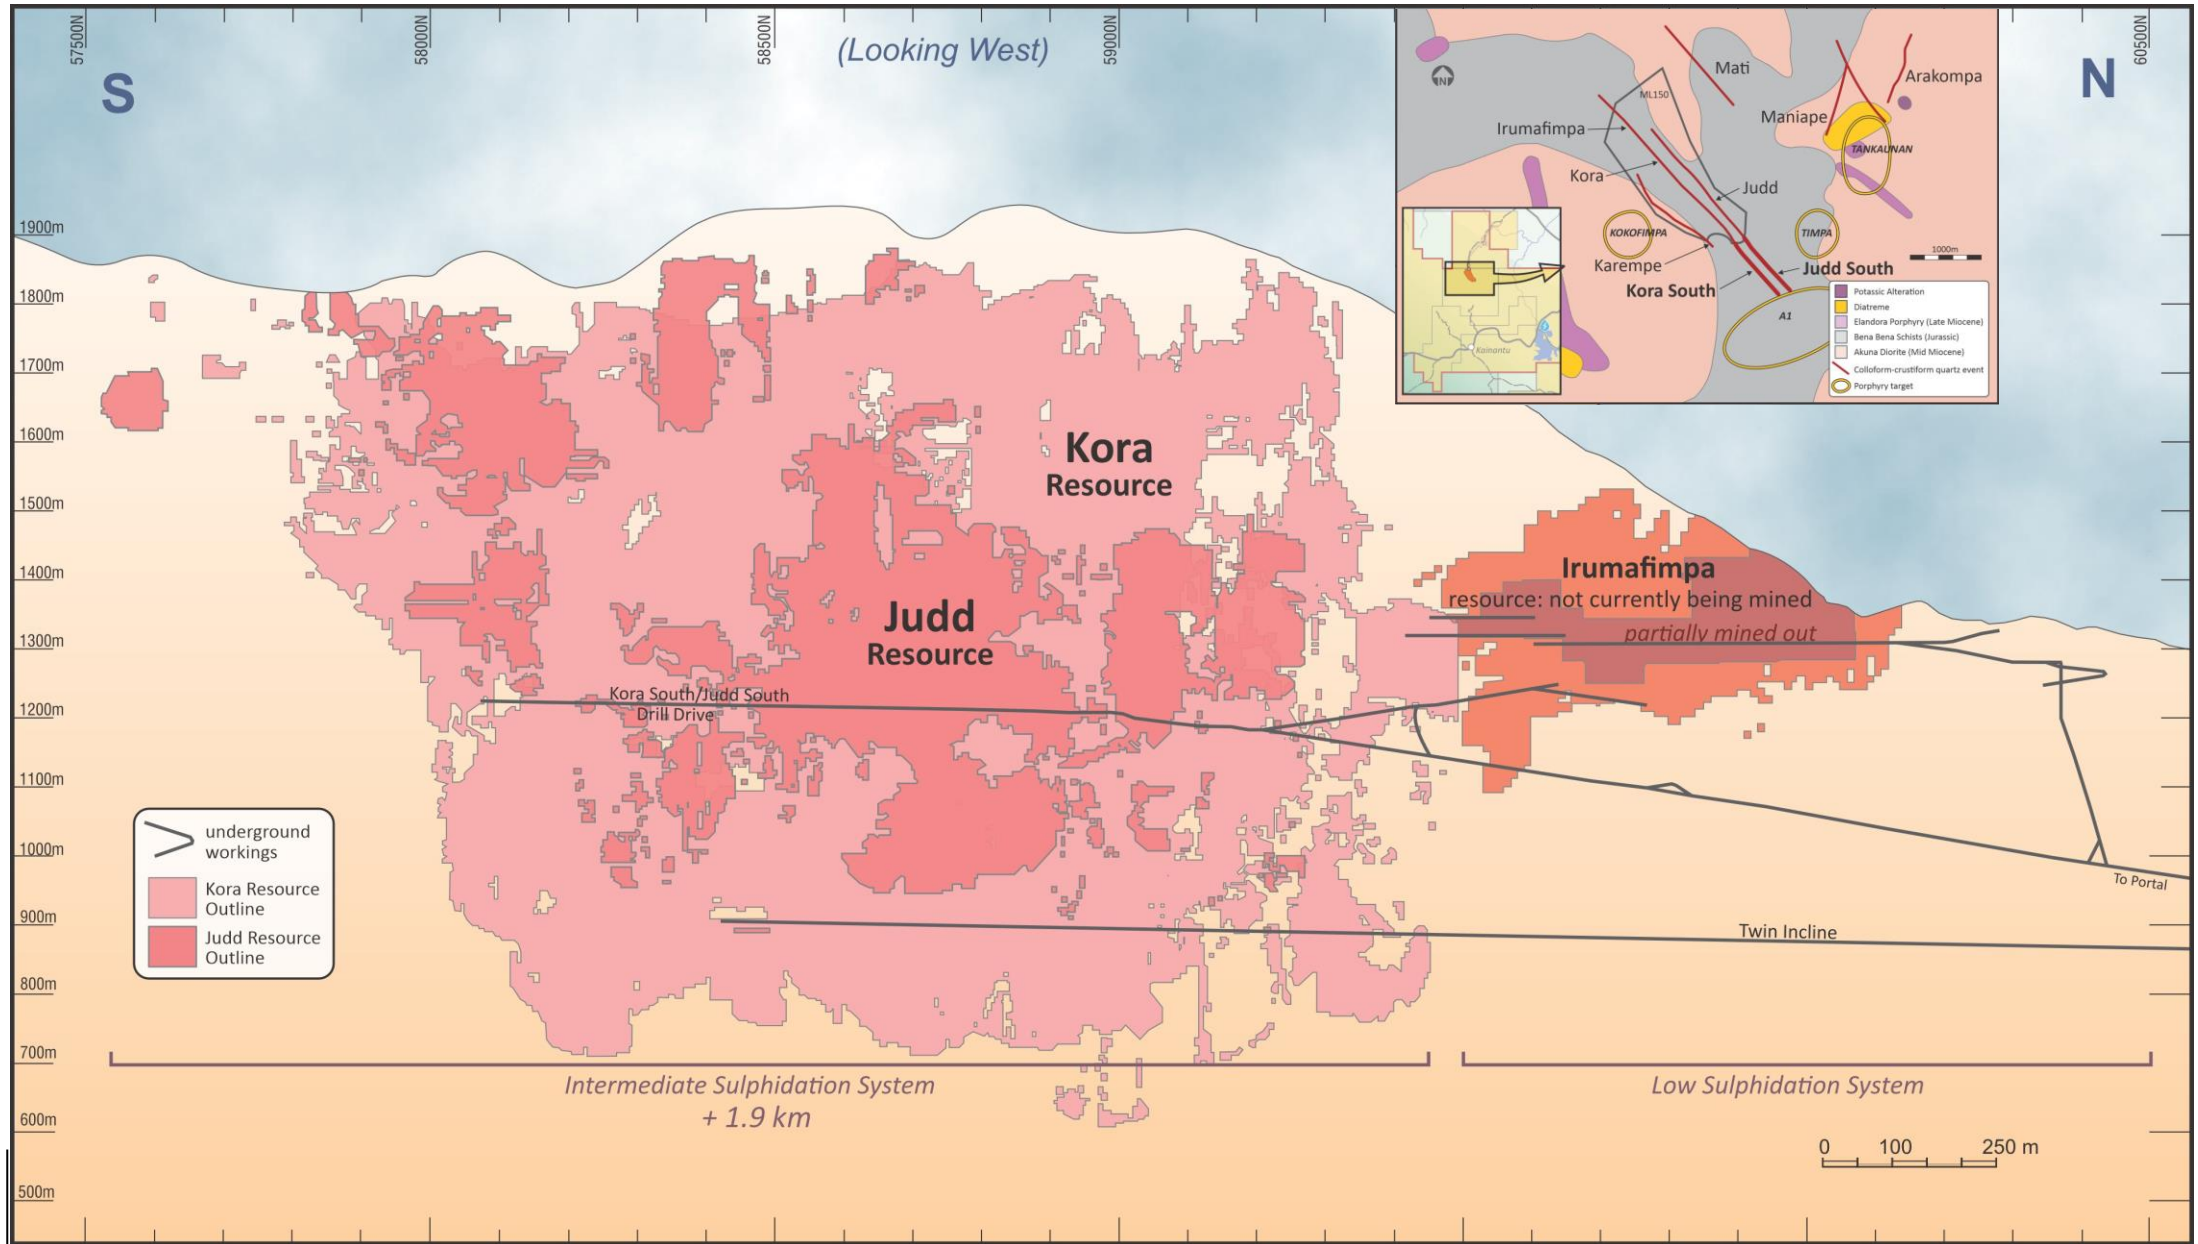 57500N
58000N
58500N
59000N
60500N
(Looking West)
S
N
1900m
1800m
1700m
1600m
1500m
1400m
1300m
1200m
1100m
1000m
900m
800m
700m
600m
500m
Kora
Resource
Judd
Resource
Irumafimpa
resource: not currently being mined
partially mined out
Kora South/Judd South
Drill Drive
To Portal
Twin Incline
underground
workings
Kora Resource
Outline
Judd Resource
Outline
Intermediate Sulphidation System
+ 1.9 km
Low Sulphidation System
0 100 250 m
N
Mati
Arakompa
ML150
Maniape
Irumafimpa
TANKAUNAN
Kora
Judd
KOKOFIMPA
TIMPA
1000m
Karempe
Judd South
Kora South
A1
Kainantu
Potassic Alteration
Diatreme
Elandora Porphyry (Late Miocene)
Bena Bena Schists (Jurassic)
Akuna Diorite (Mid Miocene)
Colloform-crustiform quartz event
Porphyry target